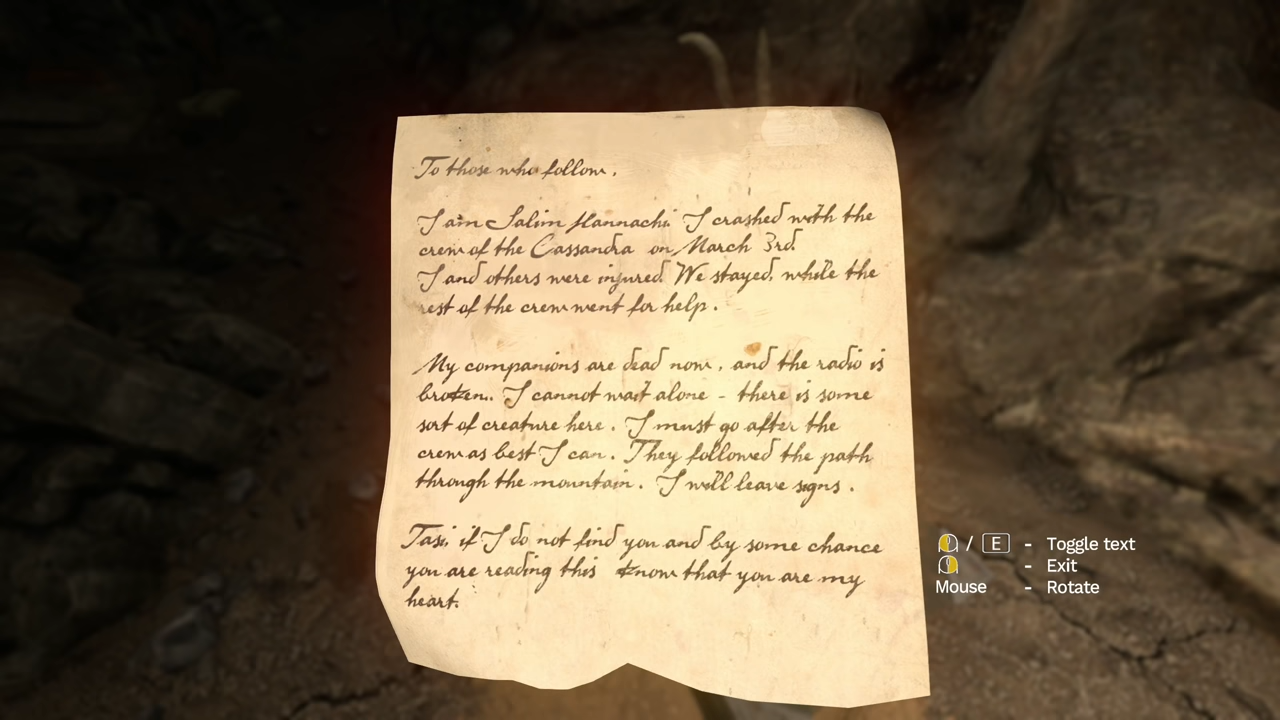 To those who follow.
I am Salim Hannachi. I crashed with the
crew of the Cassandra on March 3rd.
I and others were injured. We stayed, while the
rest of the crew went for help.
My companions are dead now, and the radio is
broken. I cannot wait alone - there is some
sort of creature here. I must go after the
crew as best I can. They followed the path
through the mountain. I will leave signs.
Tasi, if I do not find you and by some chance
you are reading this know that you are my
heart.
/ E - Toggle text
- Exit
Mouse - Rotate